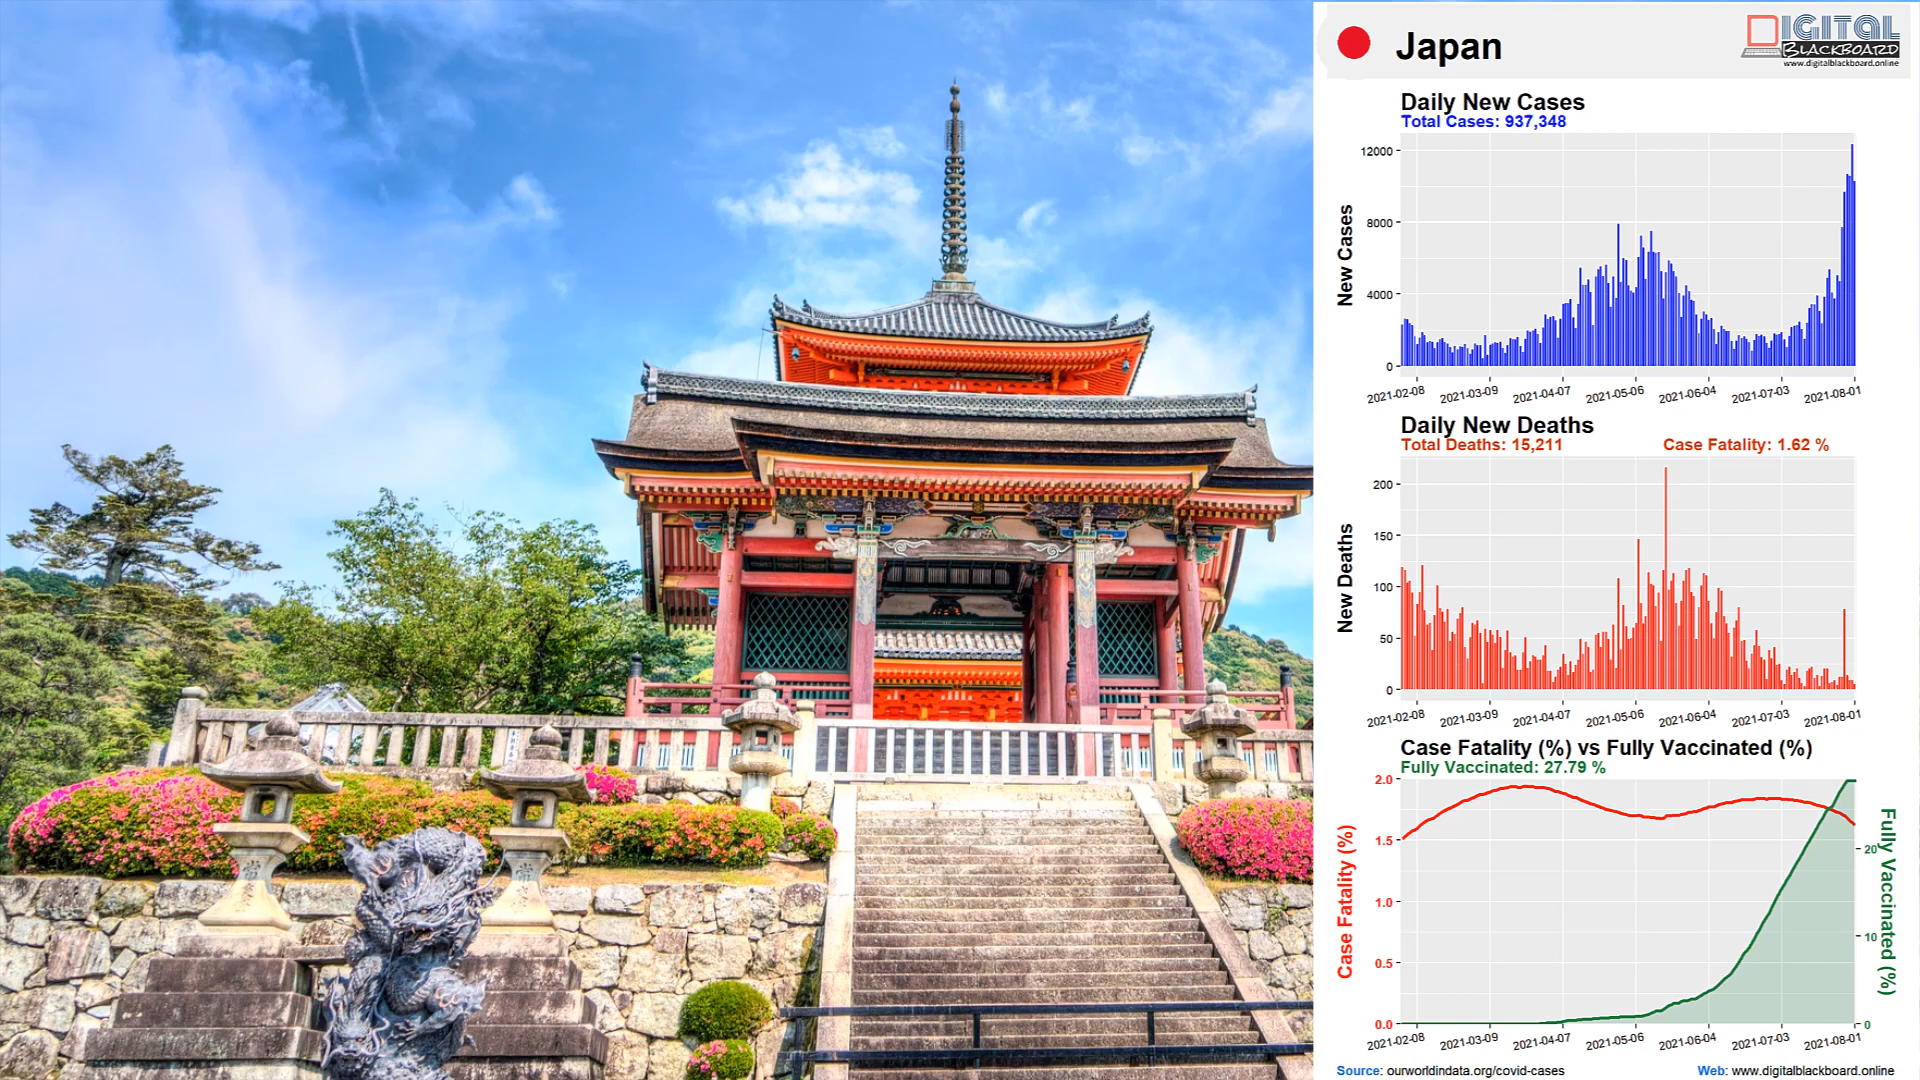 Japan
DIGITAL
BLACKBOARD
www.digitalblackboard.online
Daily New Cases
Total Cases: 937,348
New Cases
12000
8000
4000
0
2021-02-08 2021-03-09 2021-04-07 2021-05-06 2021-06-04 2021-07-03 2021-08-01
Daily New Deaths
Total Deaths: 15,211 Case Fatality: 1.62 %
New Deaths
200
150
100
50
0
2021-02-08 2021-03-09 2021-04-07 2021-05-06 2021-06-04 2021-07-03 2021-08-01
Case Fatality (%) vs Fully Vaccinated (%)
Fully Vaccinated: 27.79 %
Case Fatality (%)
2.0
1.5
1.0
0.5
0.0
20
10
0
Fully Vaccinated (%)
2021-02-08 2021-03-09 2021-04-07 2021-05-06 2021-06-04 2021-07-03 2021-08-01
Source: ourworldindata.org/covid-cases Web: www.digitalblackboard.online